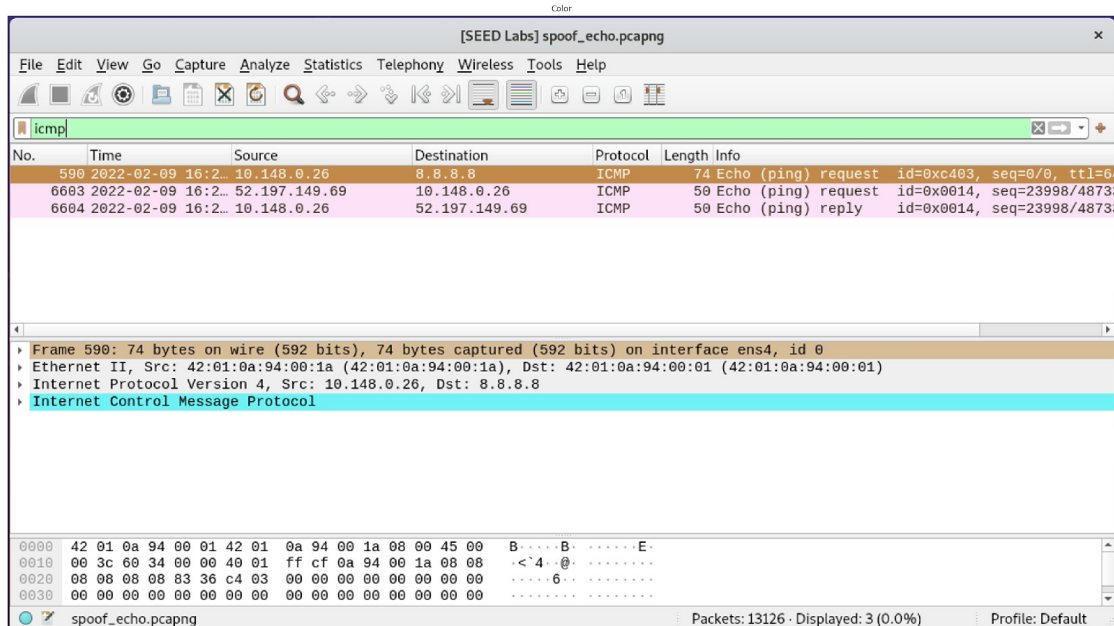 Color
[SEED Labs] spoof_echo.pcapng
File Edit View Go Capture Analyze Statistics Telephony Wireless Tools Help
icmp
No. Time Source Destination Protocol Length Info
590 2022-02-09 16:2… 10.148.0.26 8.8.8.8 ICMP 74 Echo (ping) request id=0xc403, seq=0/0, ttl=6
6603 2022-02-09 16:2… 52.197.149.69 10.148.0.26 ICMP 50 Echo (ping) request id=0x0014, seq=23998/4873
6604 2022-02-09 16:2… 10.148.0.26 52.197.149.69 ICMP 50 Echo (ping) reply id=0x0014, seq=23998/4873
Frame 590: 74 bytes on wire (592 bits), 74 bytes captured (592 bits) on interface ens4, id 0
Ethernet II, Src: 42:01:0a:94:00:1a (42:01:0a:94:00:1a), Dst: 42:01:0a:94:00:01 (42:01:0a:94:00:01)
Internet Protocol Version 4, Src: 10.148.0.26, Dst: 8.8.8.8
Internet Control Message Protocol
0000 42 01 0a 94 00 01 42 01 0a 94 00 1a 08 00 45 00 B·····B· ······E·
0010 00 3c 60 34 00 00 40 01 ff cf 0a 94 00 1a 08 08 ·<`4··@· ········
0020 08 08 08 08 83 36 c4 03 00 00 00 00 00 00 00 00 ·····6·· ········
0030 00 00 00 00 00 00 00 00 00 00 00 00 00 00 00 00 ········ ········
spoof_echo.pcapng Packets: 13126 · Displayed: 3 (0.0%) Profile: Default